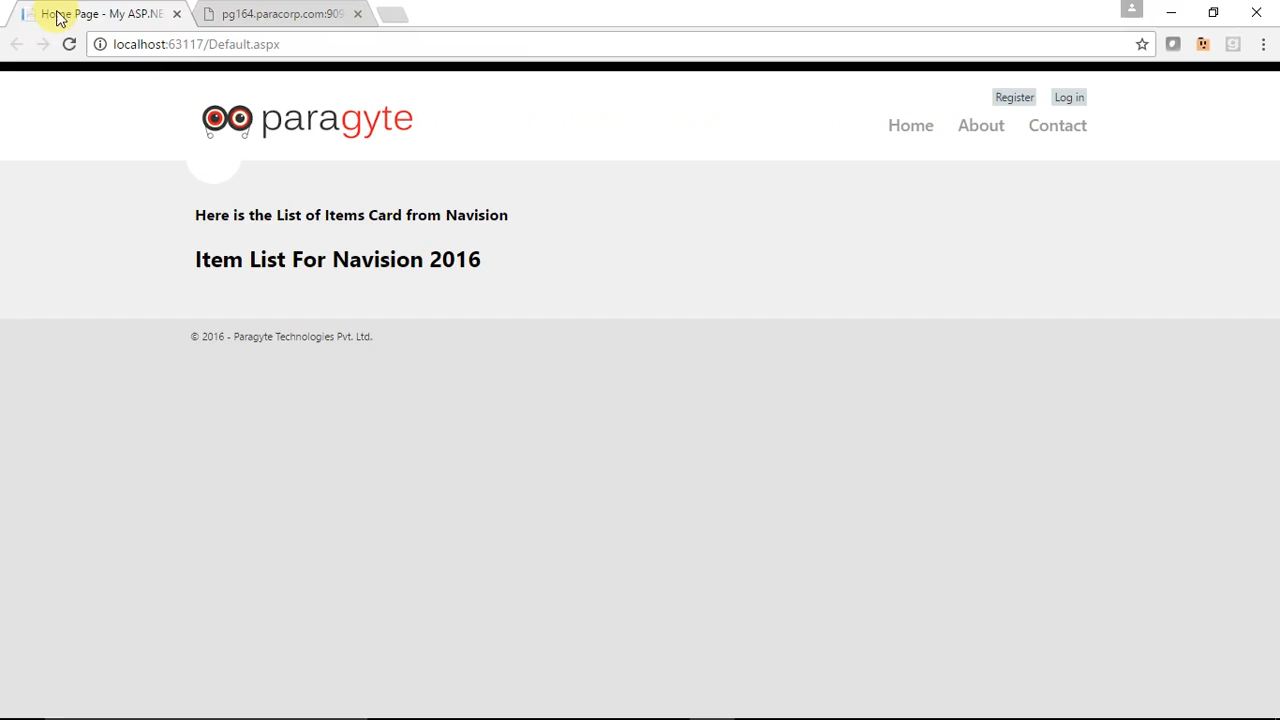 Home Page - My ASP.NE
pg164.paracorp.com:909
localhost:63117/Default.aspx
paragyte
Register Log in
Home About Contact
Here is the List of Items Card from Navision
Item List For Navision 2016
© 2016 - Paragyte Technologies Pvt. Ltd.